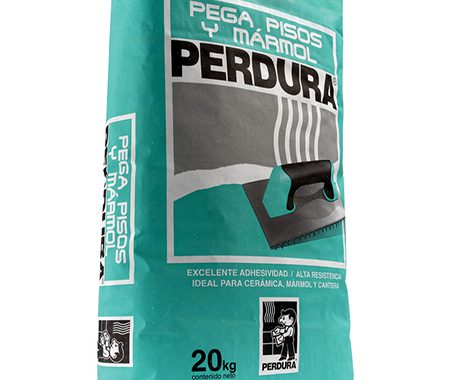 PEGA PISOS
Y MÁRMOL
PERDURA®
EXCELENTE ADHESIVIDAD / ALTA RESISTENCIA
IDEAL PARA CERÁMICA, MÁRMOL Y CANTERA
20kg
contenido neto
PERDURA
PEGA PISOS
Y MÁRMOL
PERDURA